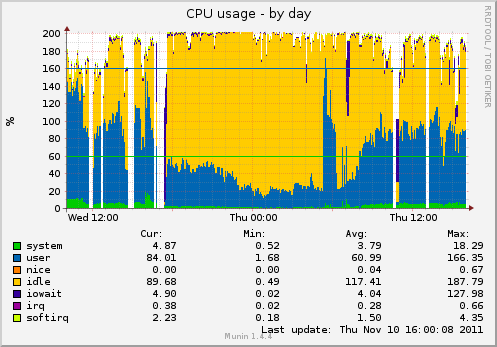 CPU usage - by day
RRDTOOL / TOBI OETIKER
%
200
180
160
140
120
100
80
60
40
20
0
Wed 12:00 Thu 00:00 Thu 12:00
Cur: Min: Avg: Max:
system 4.87 0.52 3.79 18.29
user 84.01 1.68 60.99 166.35
nice 0.00 0.00 0.04 0.67
idle 89.68 0.49 117.41 187.79
iowait 4.90 0.02 4.04 127.98
irq 0.38 0.02 0.28 0.66
softirq 2.23 0.18 1.50 4.35
Last update: Thu Nov 10 16:00:08 2011
Munin 1.4.4